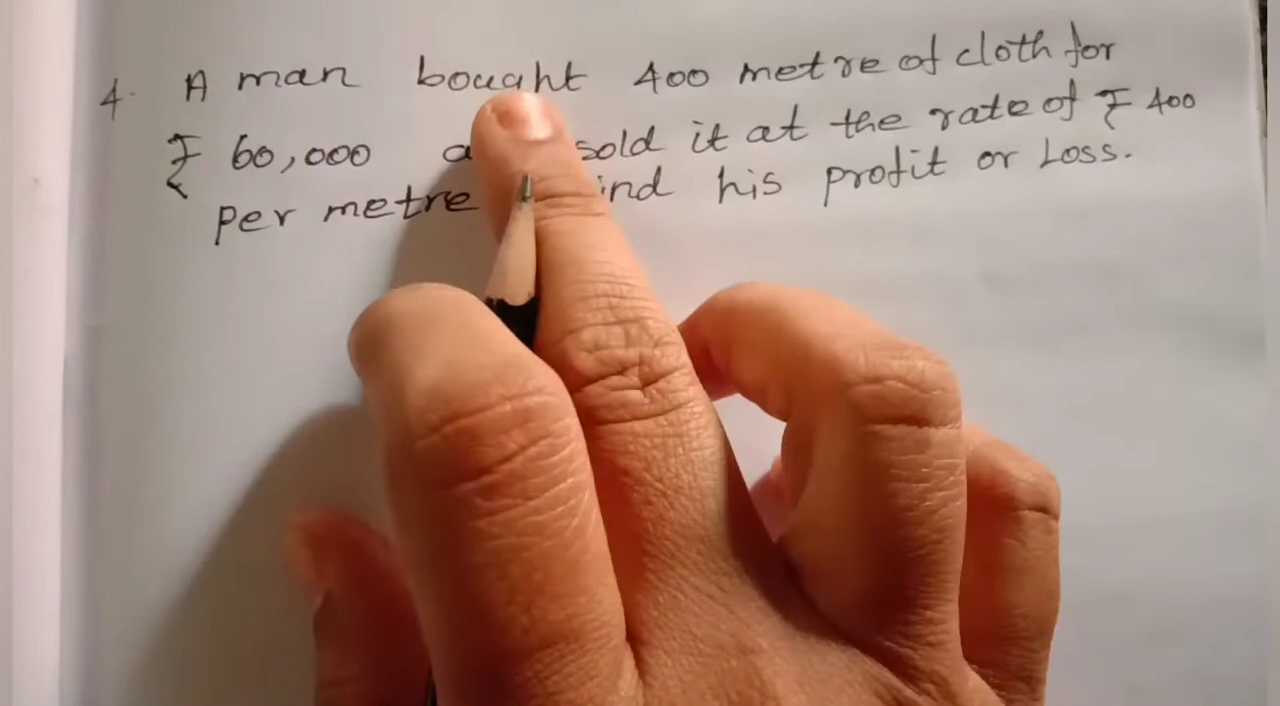 4. A man bought 400 metre of cloth for
₹ 60,000 sold it at the rate of ₹ 400
per metre his profit or Loss.